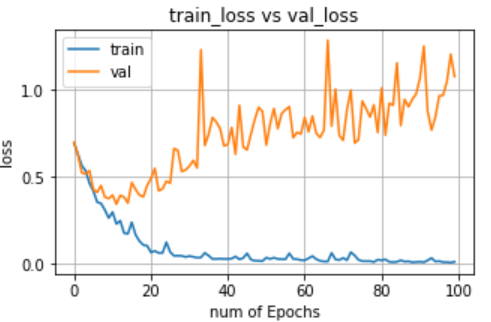 train_loss vs val_loss
train
val
loss
1.0
0.5
0.0
0 20 40 60 80 100
num of Epochs